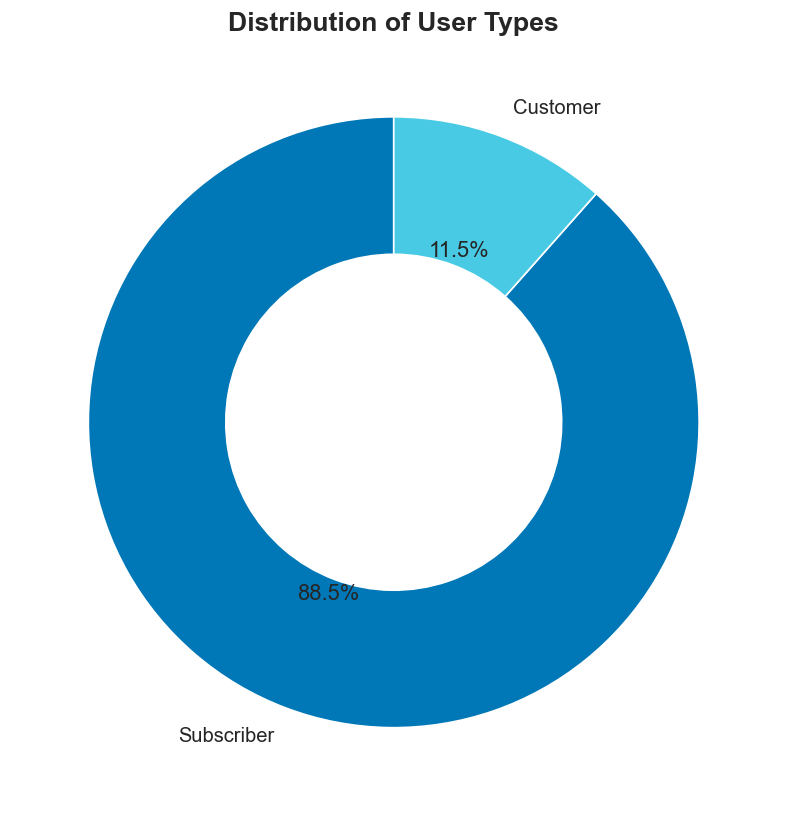 Distribution of User Types
Customer
11.5%
88.5%
Subscriber